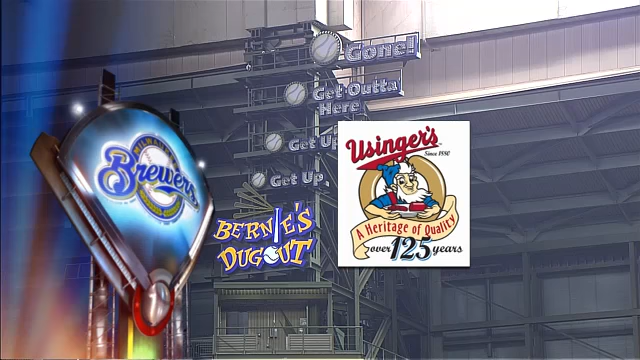 Gone!
Get Outta
Here
Get Up
Get Up,
MILWAUKEE
Brewers
BERNIE'S
DUGOUT
Usinger's
Since 1880
A Heritage of Quality
over 125 years